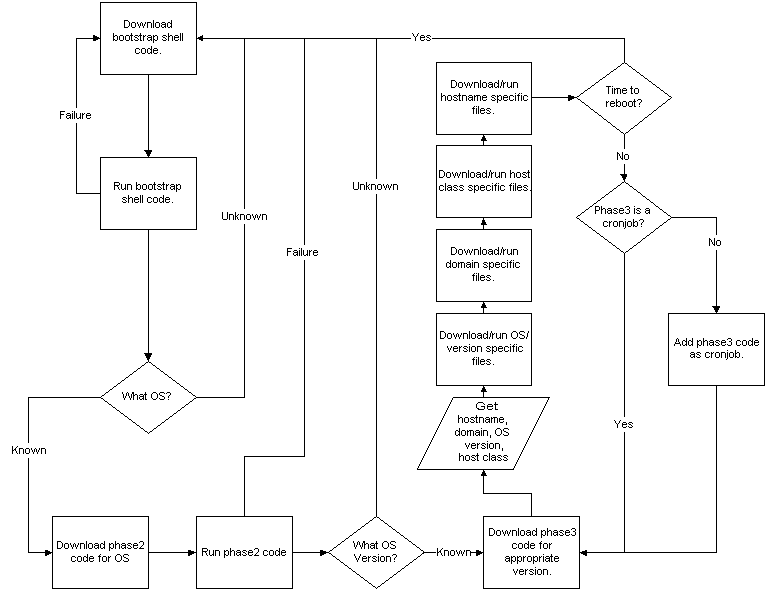 Download
bootstrap shell
code.
Yes
Download/run
hostname specific
files.
Time to
reboot?
Failure
No
Run bootstrap
shell code.
Download/run host
class specific files.
Unknown
Unknown
Phase3 is a
cronjob?
No
Failure
Download/run
domain specific
files.
Download/run OS/
version specific
files.
Add phase3 code
as cronjob.
What OS?
Get
hostname,
domain, OS
version,
host class
Yes
Known
Download phase2
code for OS
Run phase2 code
What OS
Version?
Known
Download phase3
code for
appropriate
version.